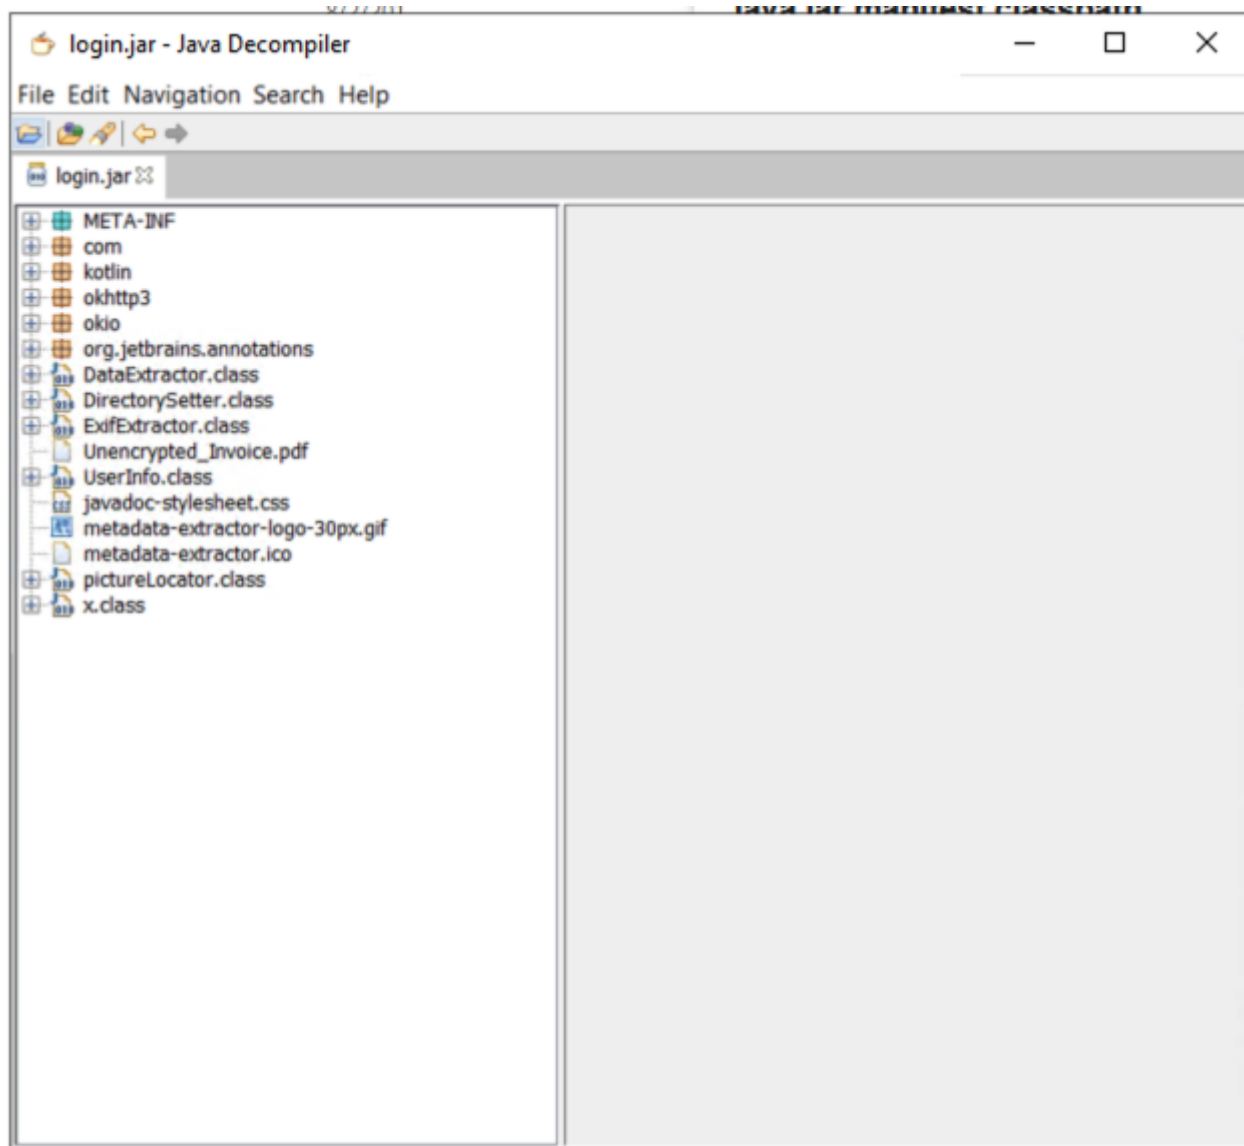 login.jar - Java Decompiler
File Edit Navigation Search Help
login.jar
META-INF
com
kotlin
okhttp3
okio
org.jetbrains.annotations
DataExtractor.class
DirectorySetter.class
ExifExtractor.class
Unencrypted_Invoice.pdf
UserInfo.class
javadoc-stylesheet.css
metadata-extractor-logo-30px.gif
metadata-extractor.ico
pictureLocator.class
x.class